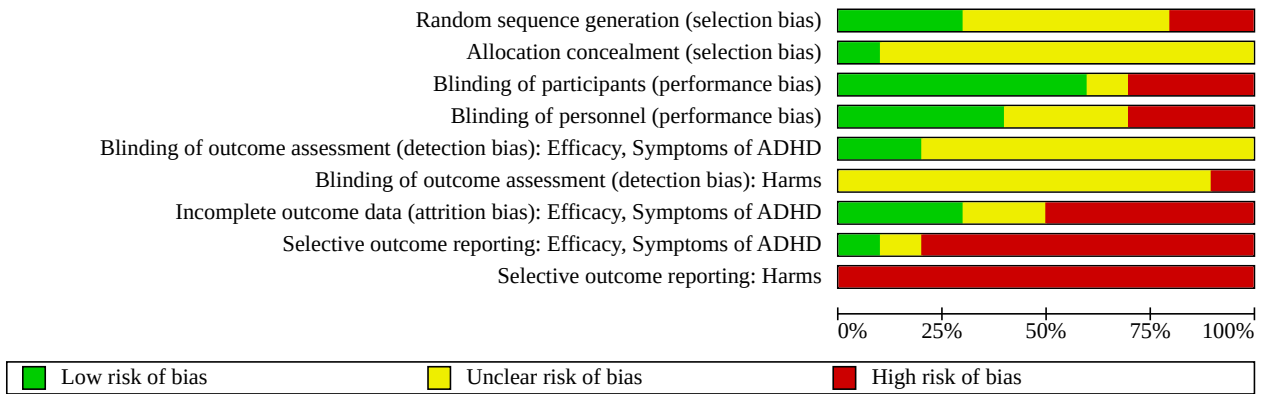 Random sequence generation (selection bias)
Allocation concealment (selection bias)
Blinding of participants (performance bias)
Blinding of personnel (performance bias)
Blinding of outcome assessment (detection bias): Efficacy, Symptoms of ADHD
Blinding of outcome assessment (detection bias): Harms
Incomplete outcome data (attrition bias): Efficacy, Symptoms of ADHD
Selective outcome reporting: Efficacy, Symptoms of ADHD
Selective outcome reporting: Harms
0% 25% 50% 75% 100%
Low risk of bias Unclear risk of bias High risk of bias